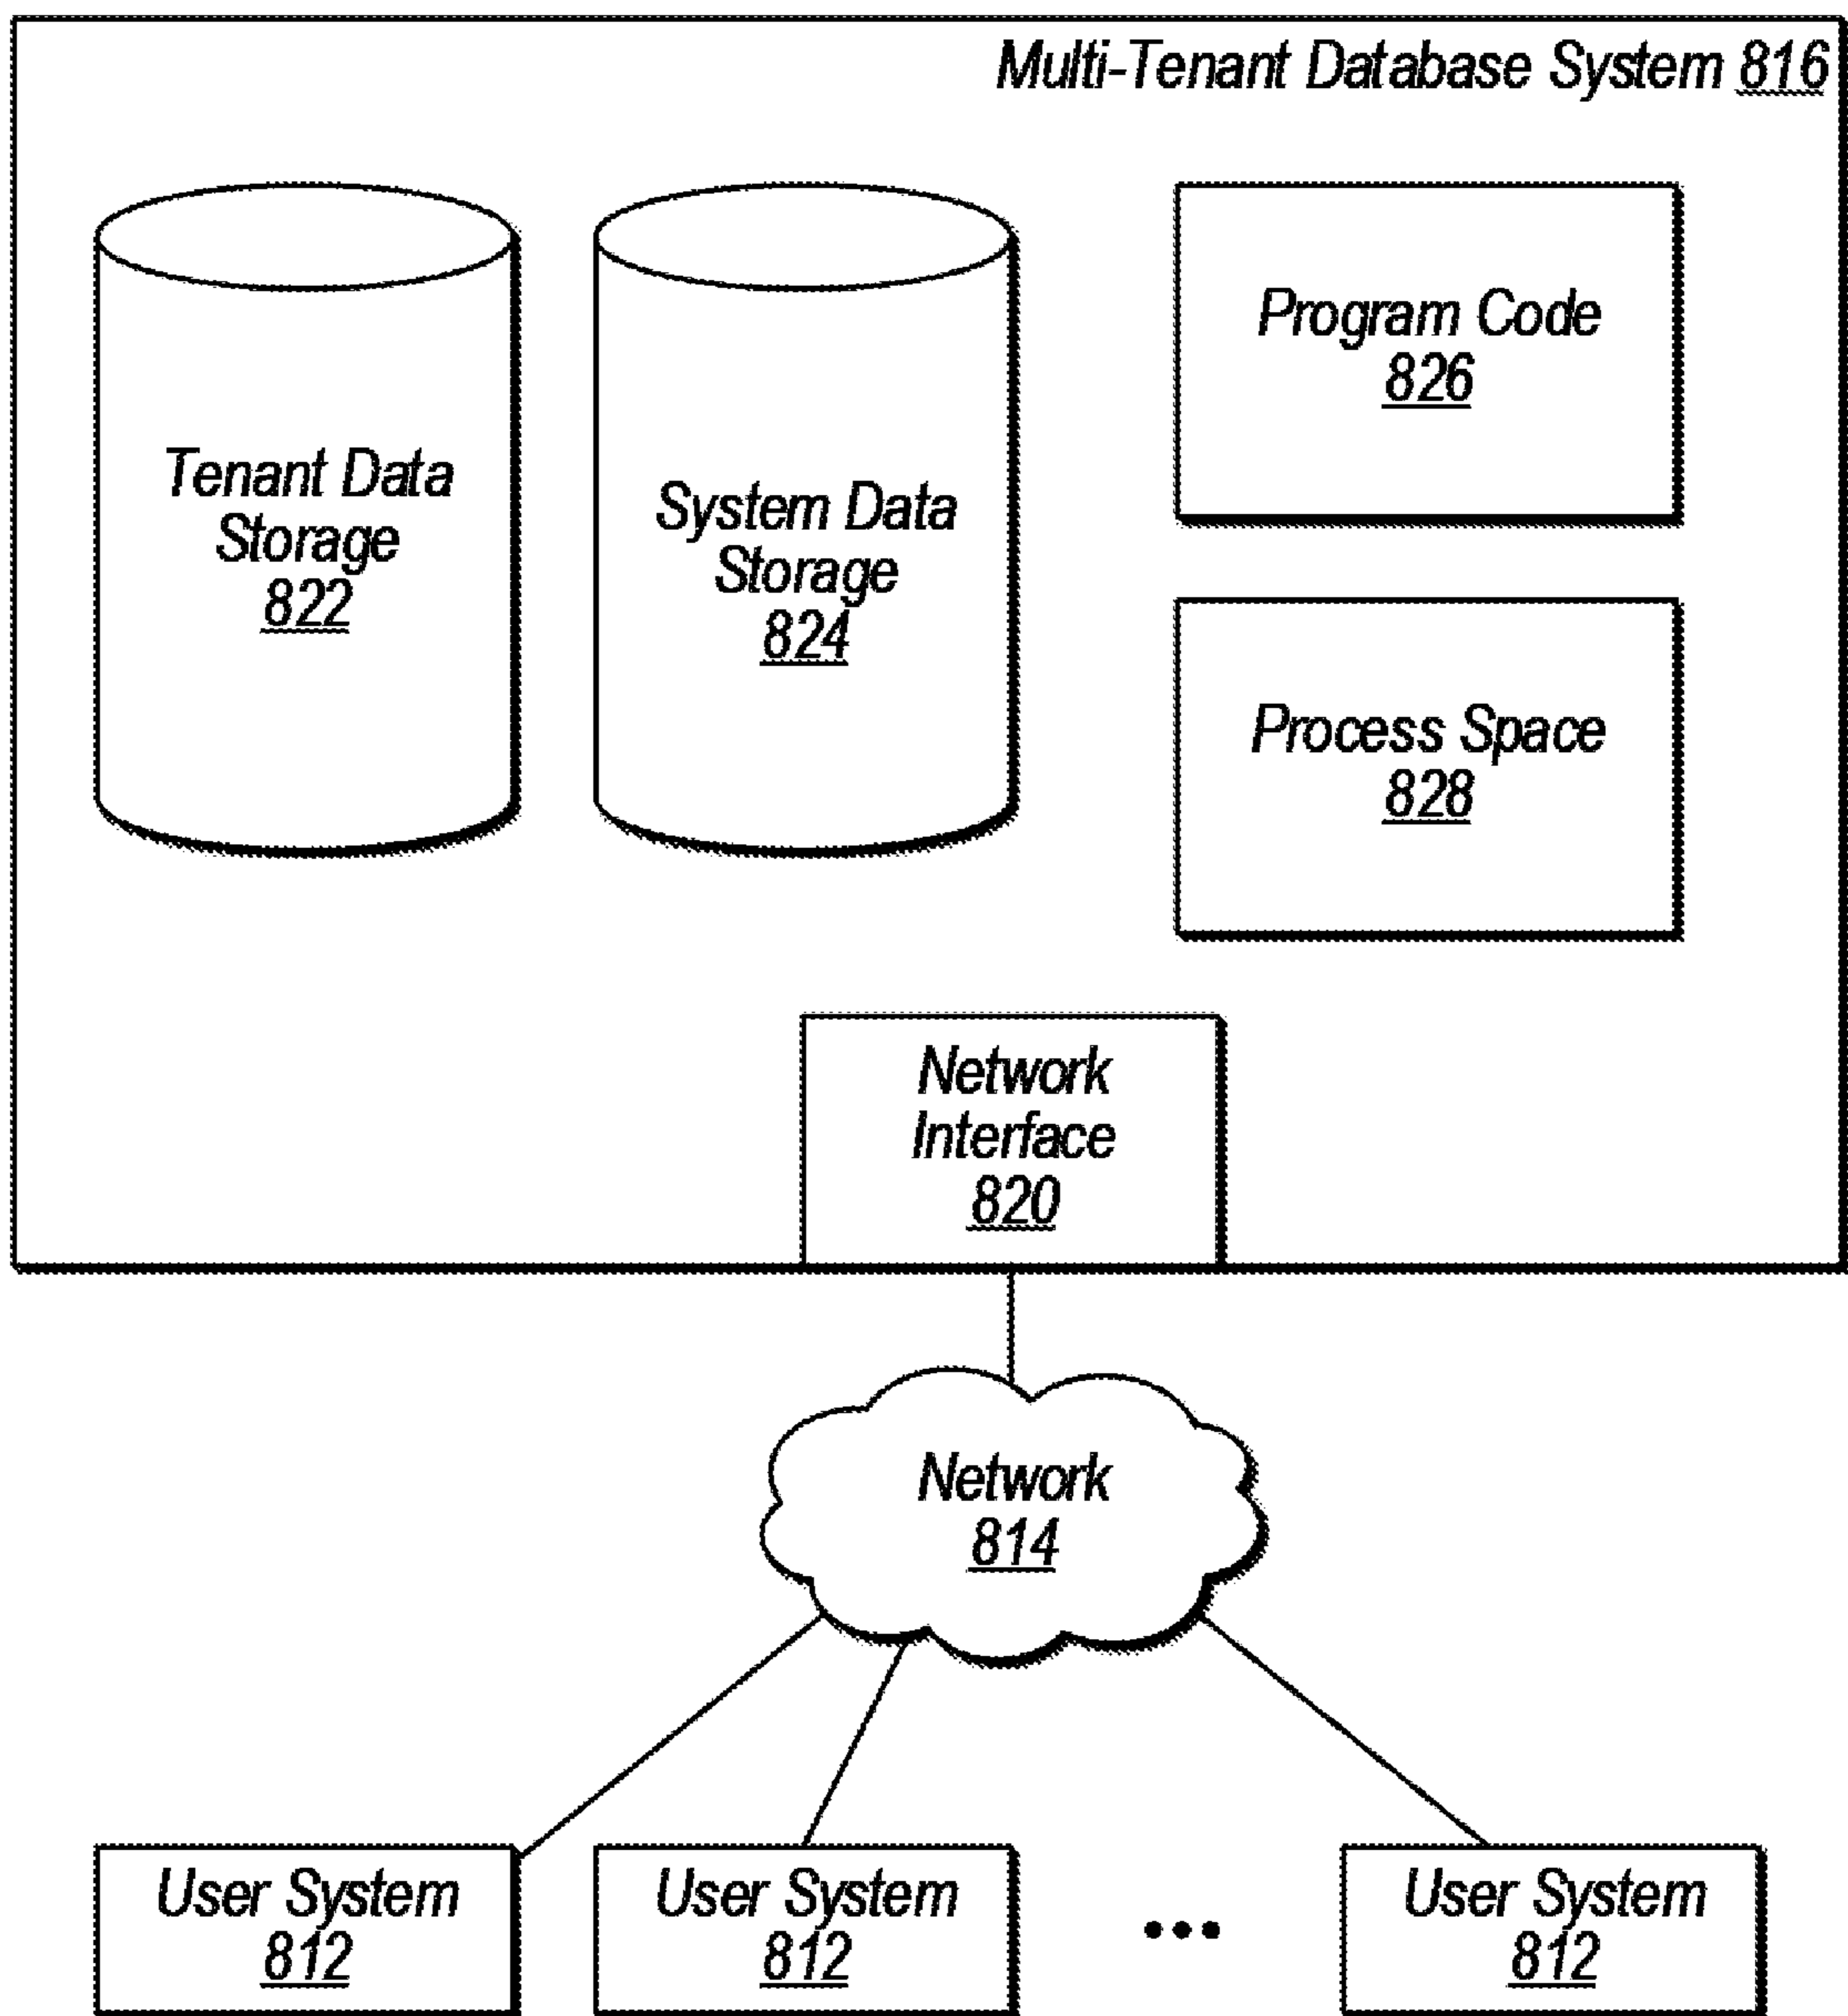 Multi-Tenant Database System 816
Tenant Data
Storage
822
System Data
Storage
824
Program Code
826
Process Space
828
Network
Interface
820
Network
814
User System
812
User System
812
User System
812